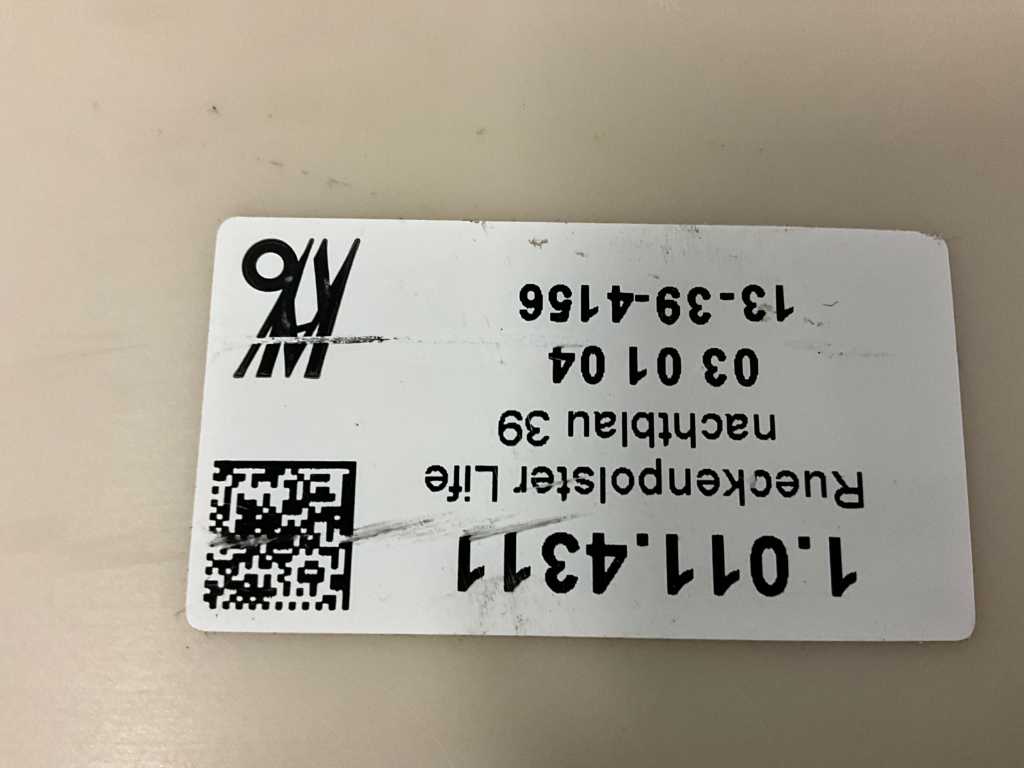 1.011.4311
Rueckenpolster Life
nachtblau 39
03 01 04
13-39-4156